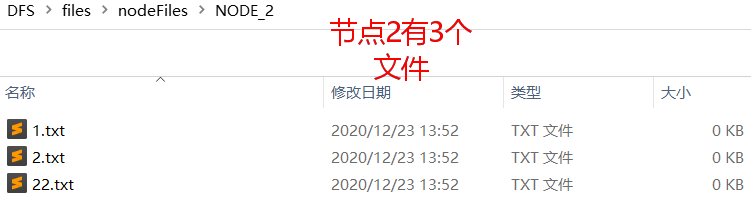 DFS › files › nodeFiles › NODE_2
节点2有3个
文件
名称 修改日期 类型 大小
1.txt 2020/12/23 13:52 TXT 文件 0 KB
2.txt 2020/12/23 13:52 TXT 文件 0 KB
22.txt 2020/12/23 13:52 TXT 文件 0 KB